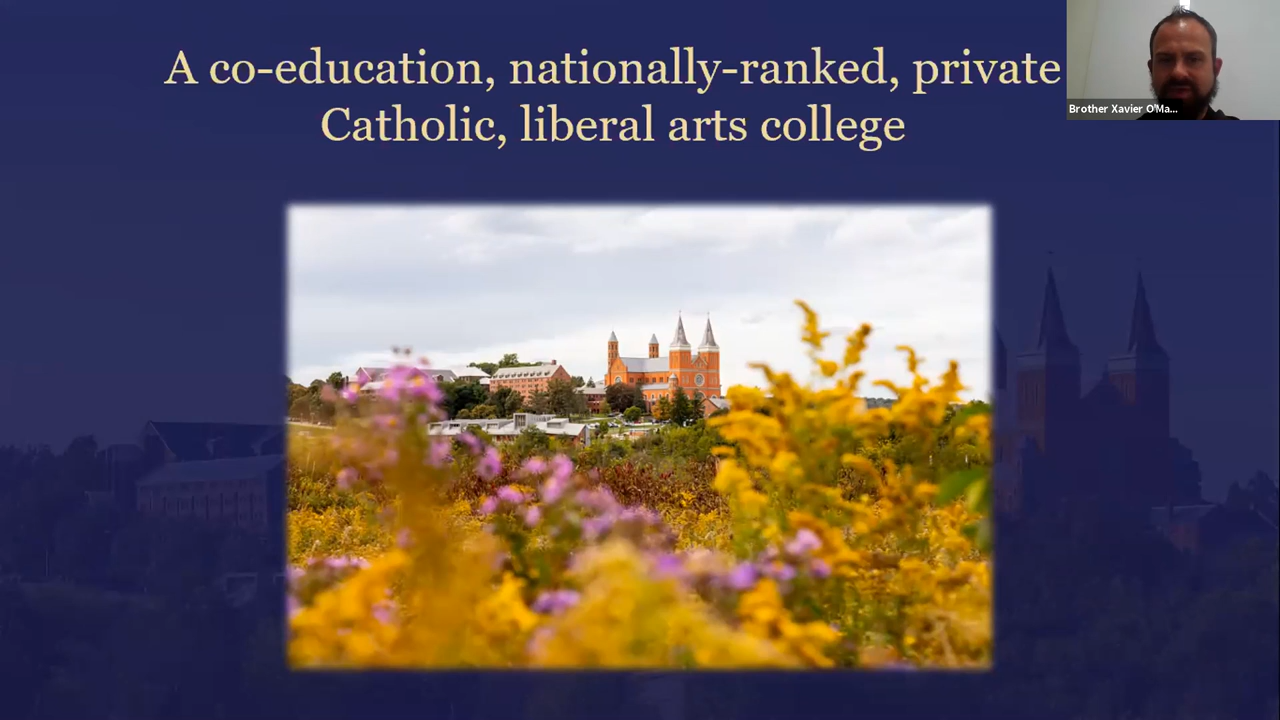 A co-education, nationally-ranked, private
Catholic, liberal arts college
Brother Xavier O'Ma...